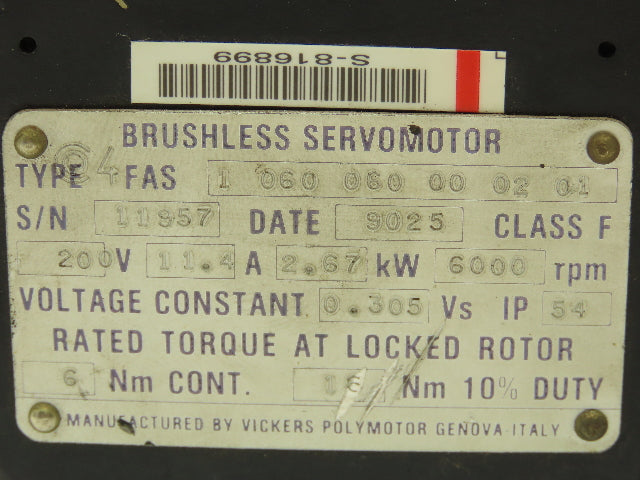 S-816899
BRUSHLESS SERVOMOTOR
TYPE FAS 1 060 060 00 02 01
S/N 11957 DATE 9025 CLASS F
200V 11.4 A 2.67 kW 6000 rpm
VOLTAGE CONSTANT 0.305 Vs IP 54
RATED TORQUE AT LOCKED ROTOR
6 Nm CONT. Nm 10% DUTY
MANUFACTURED BY VICKERS POLYMOTOR GENOVA-ITALY